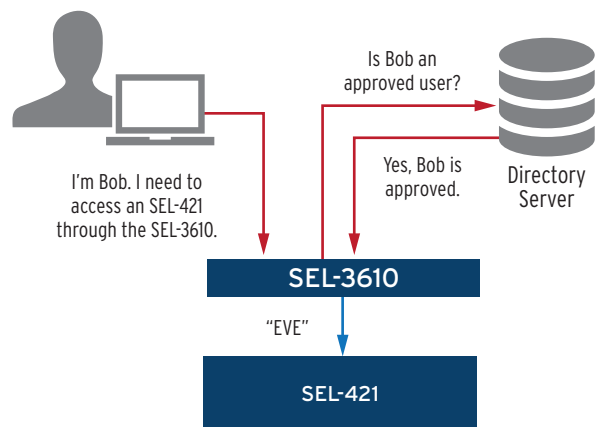 Is Bob an
approved user?
I'm Bob. I need to
access an SEL-421
through the SEL-3610.
Yes, Bob is
approved.
Directory
Server
SEL-3610
“EVE”
SEL-421